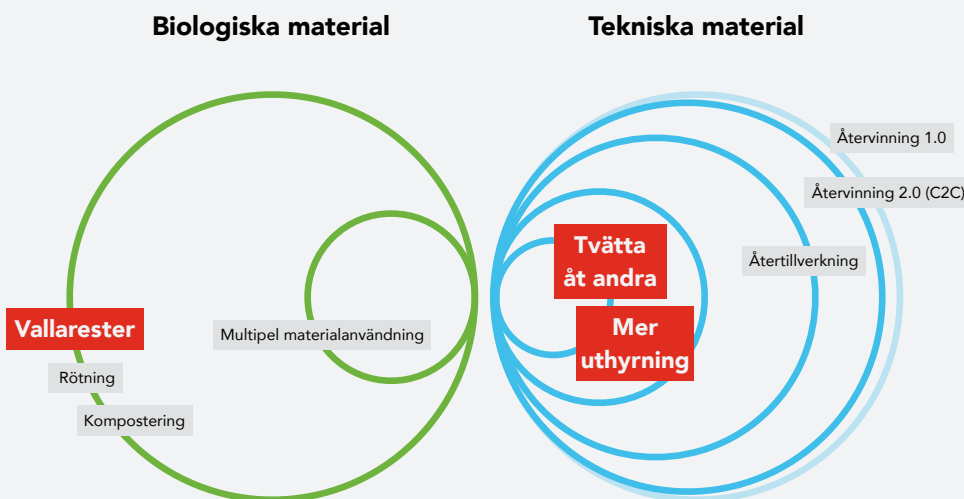 Biologiska material
Tekniska material
Återvinning 1.0
Återvinning 2.0 (C2C)
Tvätta
åt andra
Återtillverkning
Mer
uthyrning
Vallarester
Multipel materialanvändning
Rötning
Kompostering